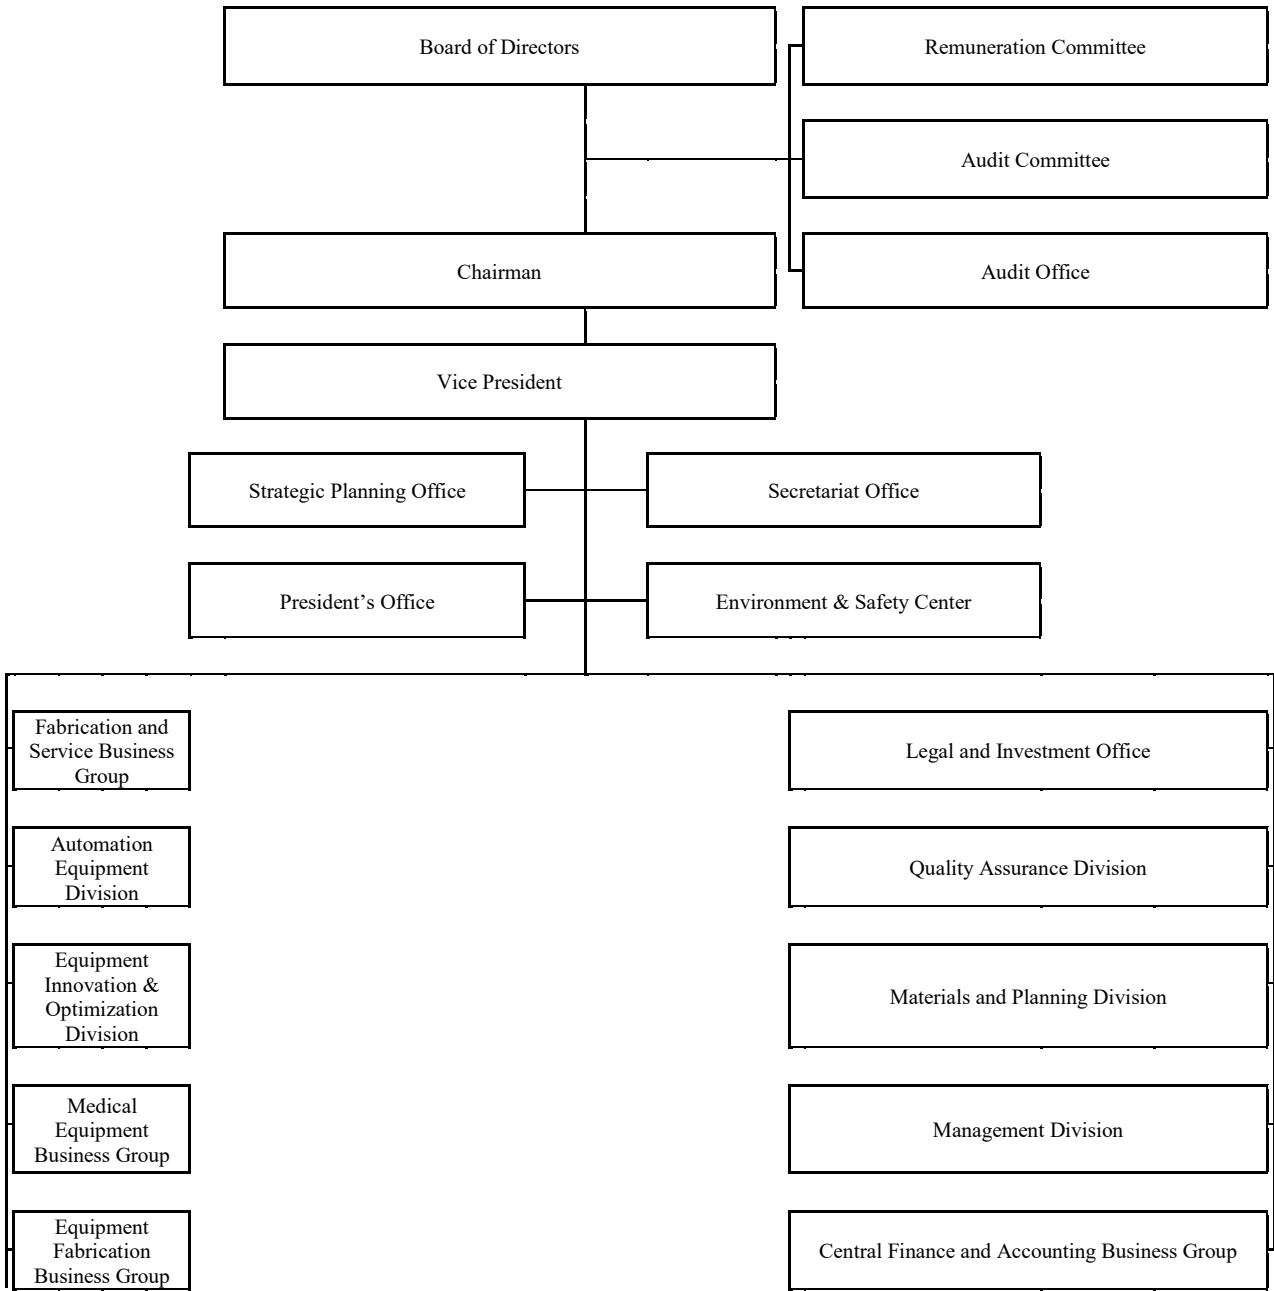 Board of Directors
Remuneration Committee
Audit Committee
Chairman
Audit Office
Vice President
Strategic Planning Office
Secretariat Office
President’s Office
Environment & Safety Center
Fabrication and
Service Business
Group
Legal and Investment Office
Automation
Equipment
Division
Quality Assurance Division
Equipment
Innovation &
Optimization
Division
Materials and Planning Division
Medical
Equipment
Business Group
Management Division
Equipment
Fabrication
Business Group
Central Finance and Accounting Business Group